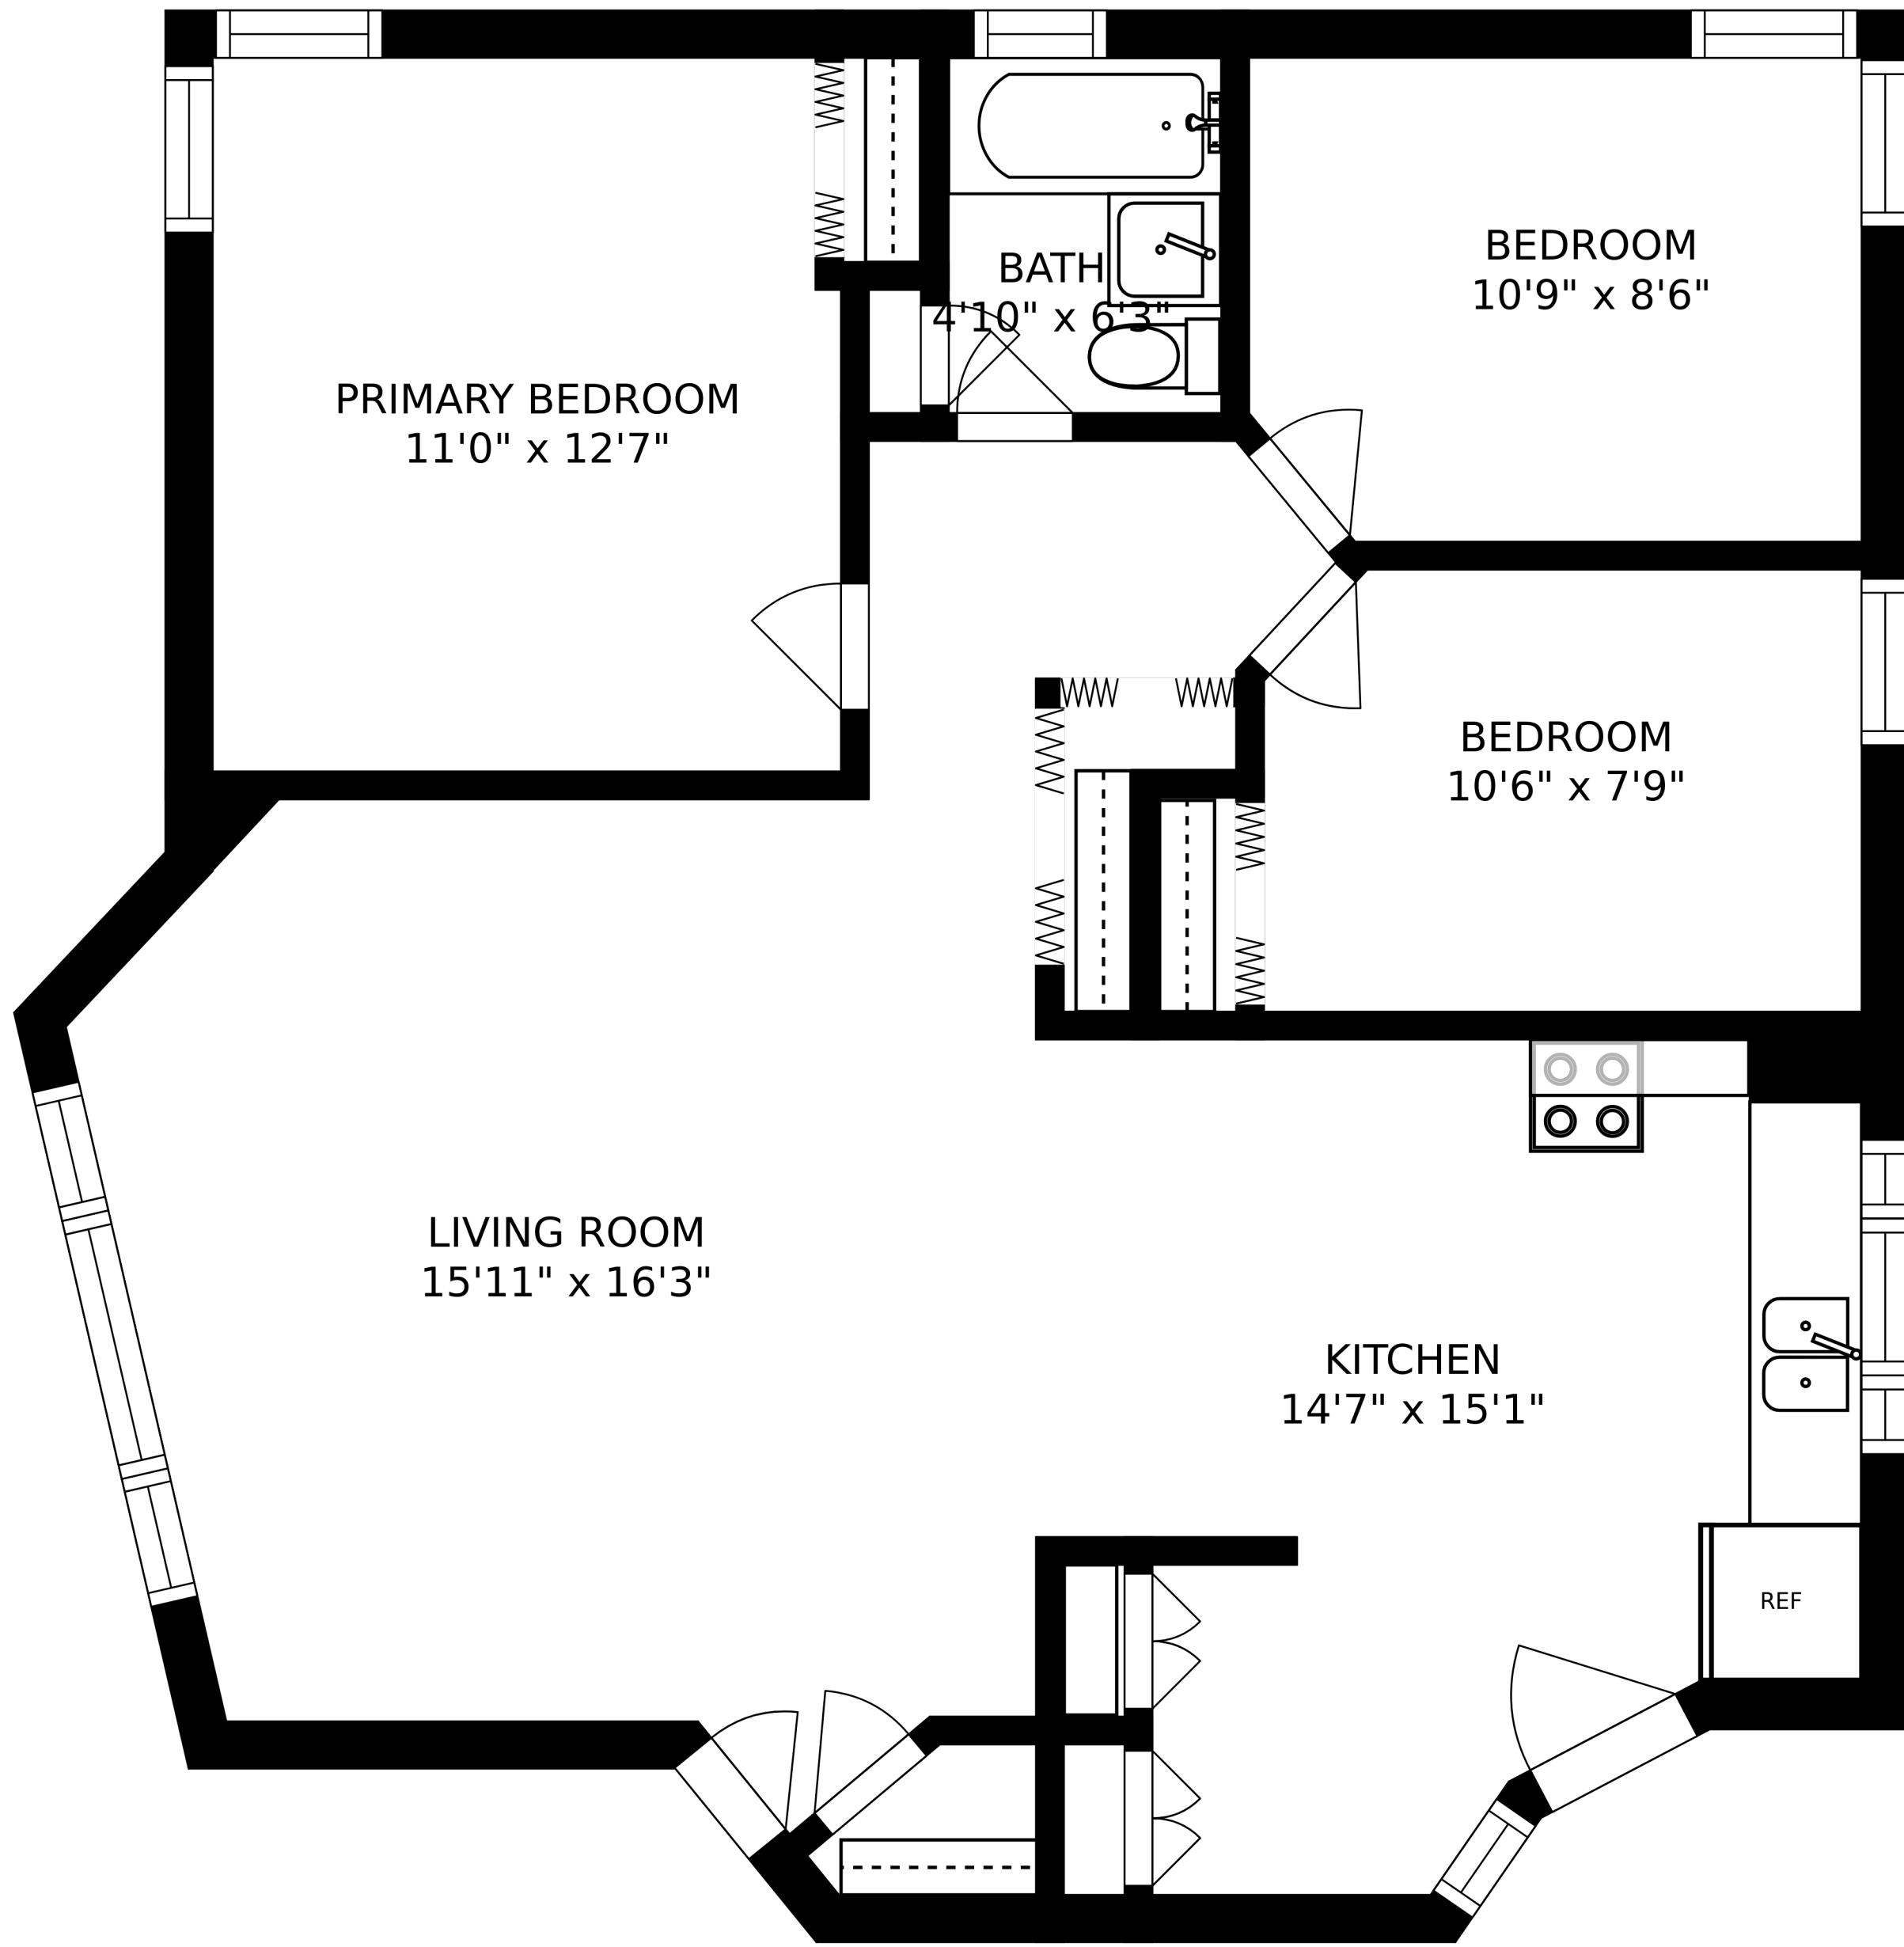 BEDROOM
10'9" x 8'6"
BATH
4'10" x 6'3"
PRIMARY BEDROOM
11'0" x 12'7"
BEDROOM
10'6" x 7'9"
LIVING ROOM
15'11" x 16'3"
KITCHEN
14'7" x 15'1"
REF